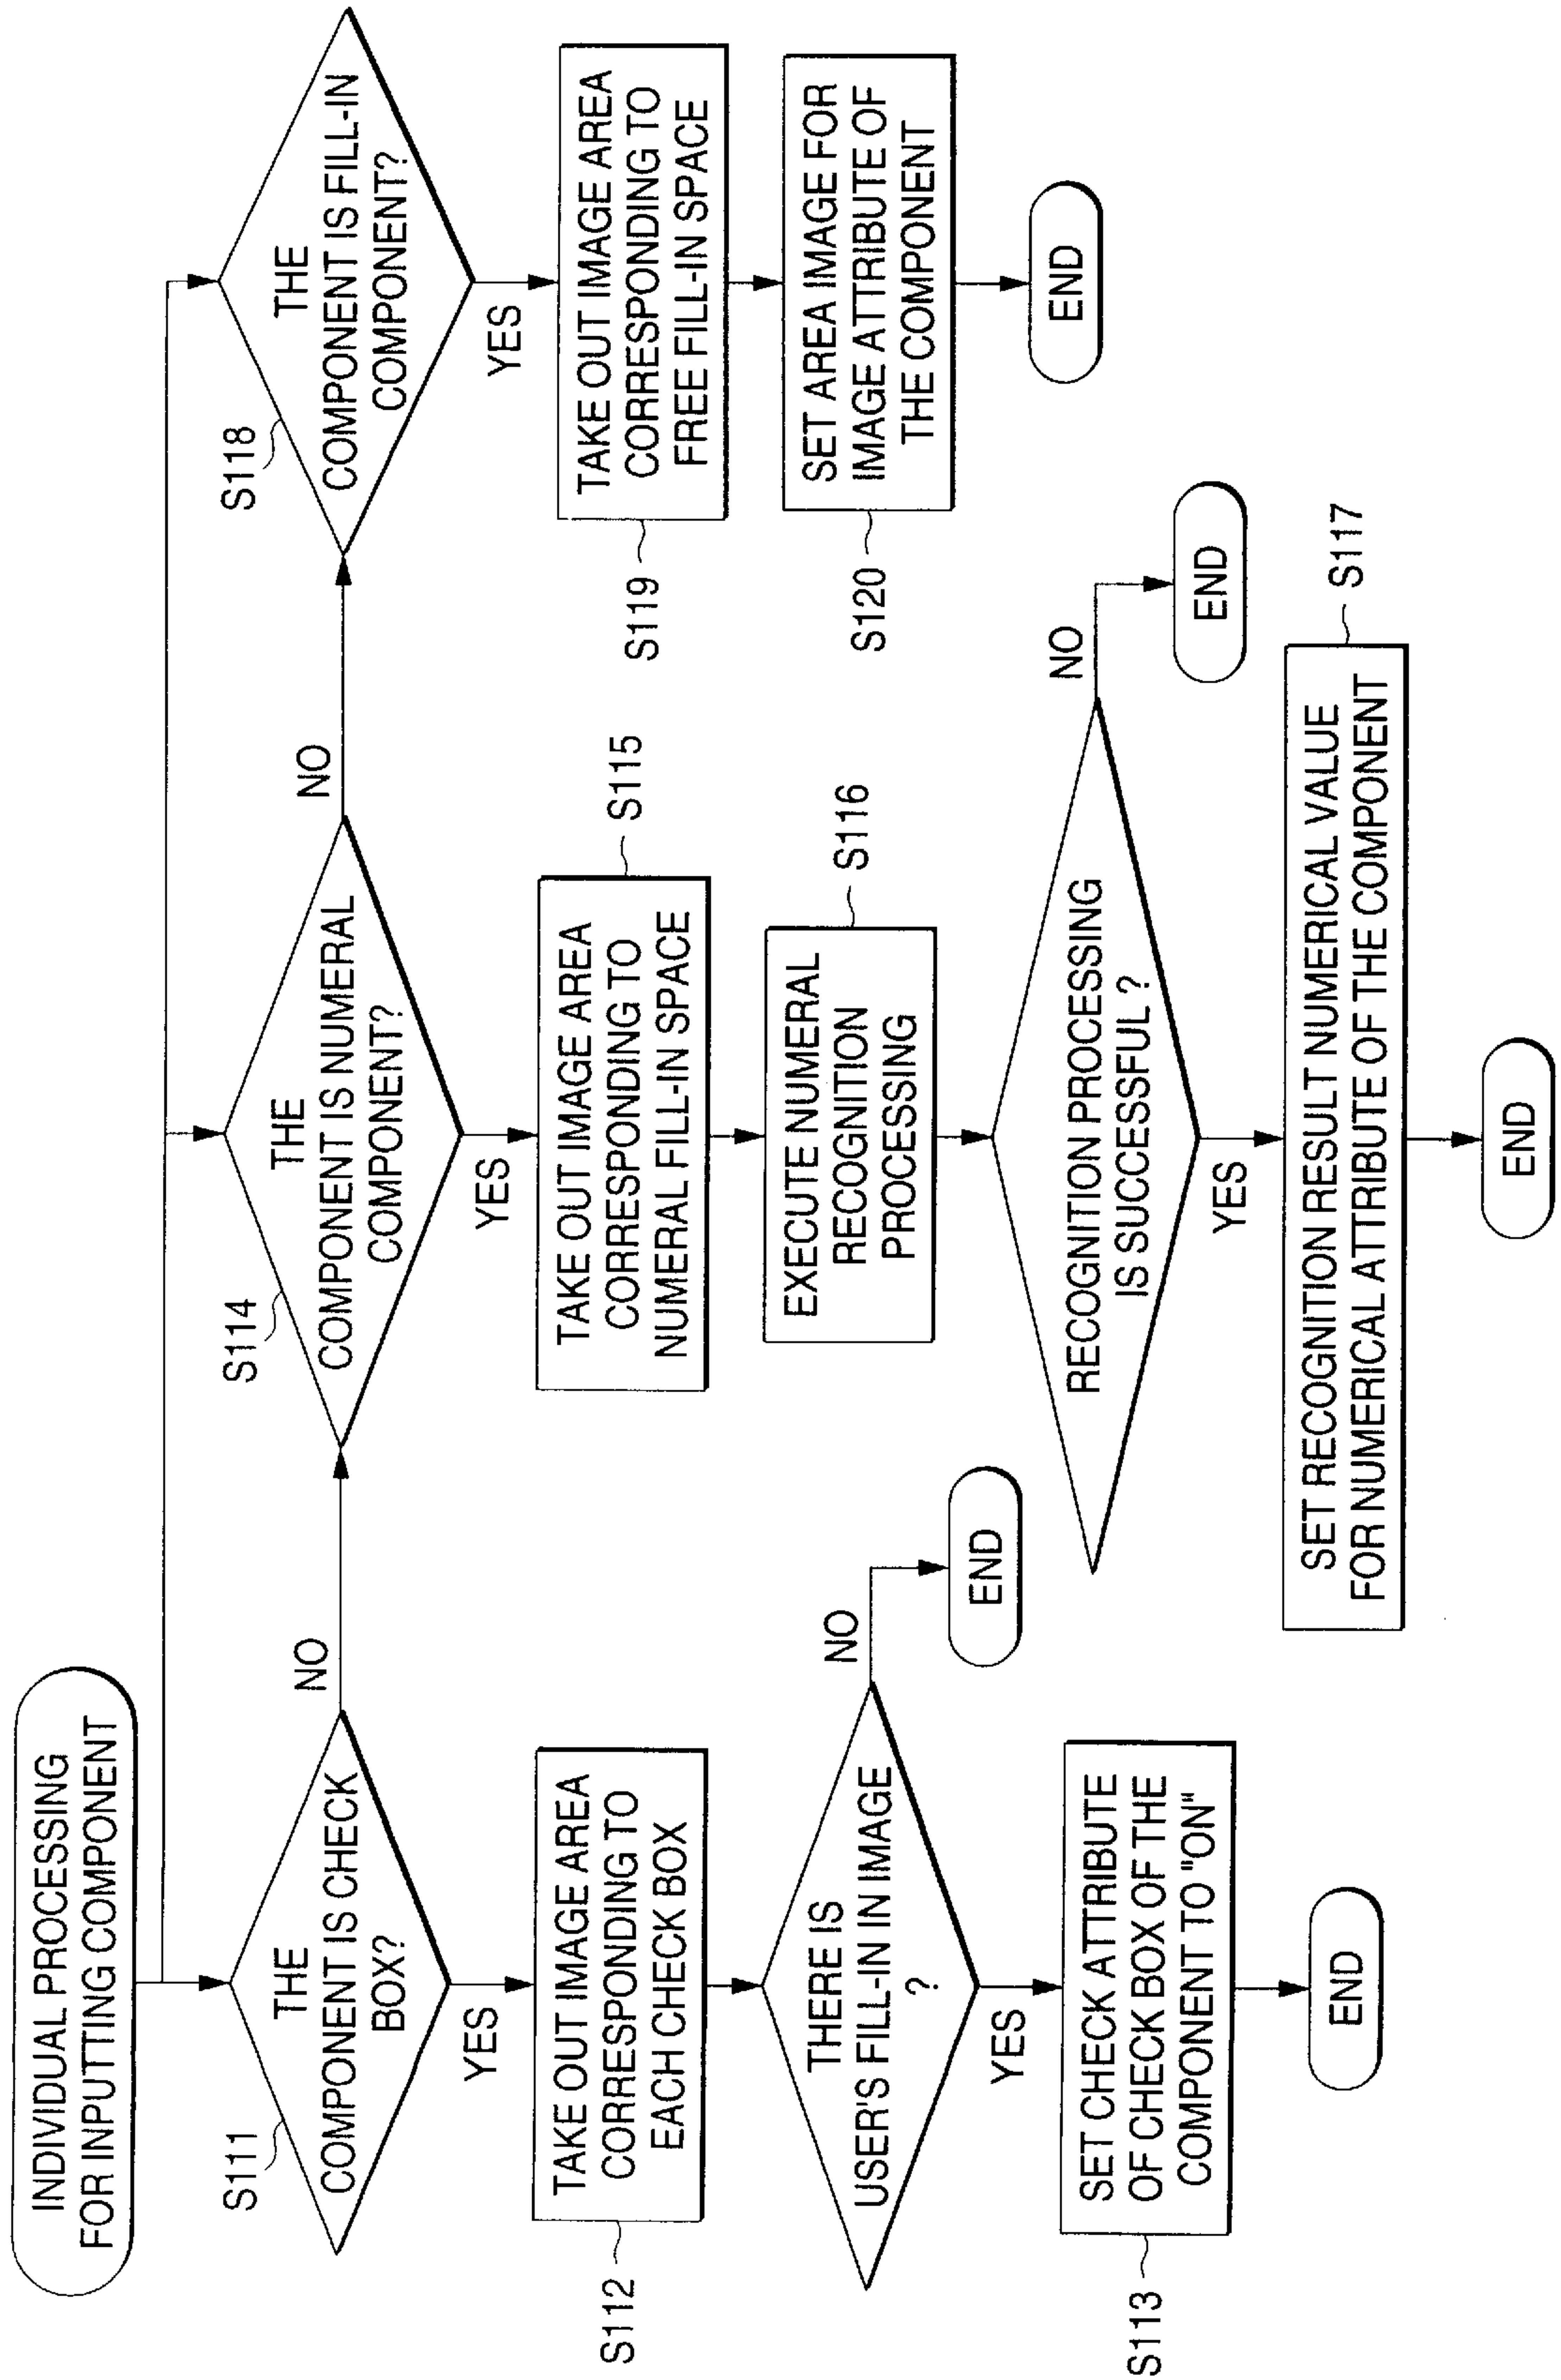 INDIVIDUAL PROCESSING
FOR INPUTTING COMPONENT
S111
THE
COMPONENT IS CHECK
BOX?
NO
YES
S112
TAKE OUT IMAGE AREA
CORRESPONDING TO
EACH CHECK BOX
THERE IS
USER'S FILL-IN IN IMAGE
?
NO
END
YES
S113
SET CHECK ATTRIBUTE
OF CHECK BOX OF THE
COMPONENT TO "ON"
END
S114
THE
COMPONENT IS NUMERAL
COMPONENT?
NO
YES
S115
TAKE OUT IMAGE AREA
CORRESPONDING TO
NUMERAL FILL-IN SPACE
S116
EXECUTE NUMERAL
RECOGNITION
PROCESSING
RECOGNITION PROCESSING
IS SUCCESSFUL ?
NO
END
YES
S117
SET RECOGNITION RESULT NUMERICAL VALUE
FOR NUMERICAL ATTRIBUTE OF THE COMPONENT
END
S118
THE
COMPONENT IS FILL-IN
COMPONENT?
YES
S119
TAKE OUT IMAGE AREA
CORRESPONDING TO
FREE FILL-IN SPACE
S120
SET AREA IMAGE FOR
IMAGE ATTRIBUTE OF
THE COMPONENT
END